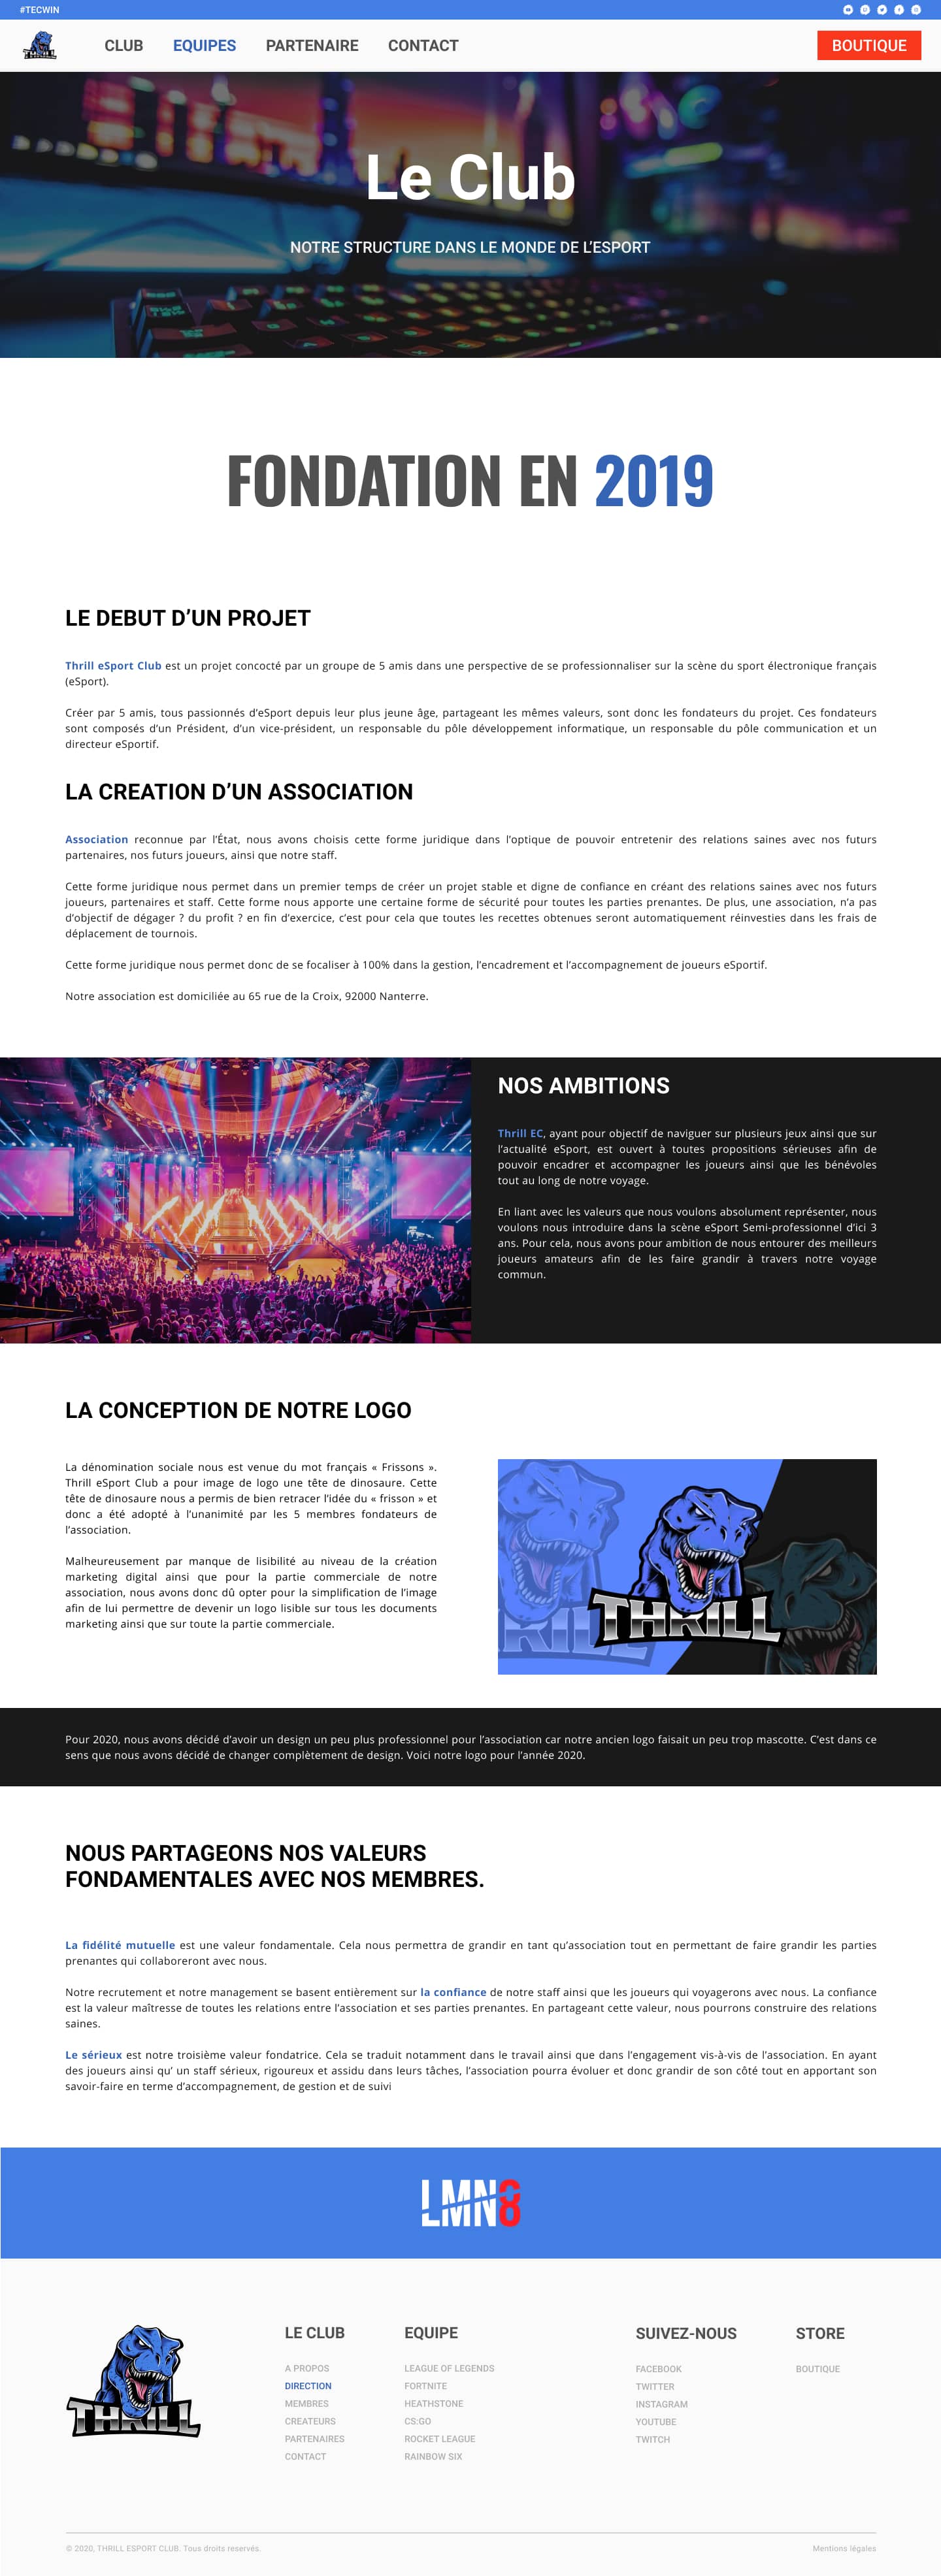 #TECWIN
THRILL
CLUB
EQUIPES
PARTENAIRE
CONTACT
BOUTIQUE
Le Club
NOTRE STRUCTURE DANS LE MONDE DE L’ESPORT
FONDATION EN 2019
LE DEBUT D’UN PROJET
Thrill eSport Club est un projet concocté par un groupe de 5 amis dans une perspective de se professionnaliser sur la scène du sport électronique français
(eSport).
Créer par 5 amis, tous passionnés d’eSport depuis leur plus jeune âge, partageant les mêmes valeurs, sont donc les fondateurs du projet. Ces fondateurs
sont composés d’un Président, d’un vice-président, un responsable du pôle développement informatique, un responsable du pôle communication et un
directeur eSportif.
LA CREATION D’UN ASSOCIATION
Association reconnue par l’État, nous avons choisis cette forme juridique dans l’optique de pouvoir entretenir des relations saines avec nos futurs
partenaires, nos futurs joueurs, ainsi que notre staff.
Cette forme juridique nous permet dans un premier temps de créer un projet stable et digne de confiance en créant des relations saines avec nos futurs
joueurs, partenaires et staff. Cette forme nous apporte une certaine forme de sécurité pour toutes les parties prenantes. De plus, une association, n’a pas
d’objectif de dégager ? du profit ? en fin d’exercice, c’est pour cela que toutes les recettes obtenues seront automatiquement réinvesties dans les frais de
déplacement de tournois.
Cette forme juridique nous permet donc de se focaliser à 100% dans la gestion, l’encadrement et l’accompagnement de joueurs eSportif.
Notre association est domiciliée au 65 rue de la Croix, 92000 Nanterre.
NOS AMBITIONS
Thrill EC, ayant pour objectif de naviguer sur plusieurs jeux ainsi que sur
l’actualité eSport, est ouvert à toutes propositions sérieuses afin de
pouvoir encadrer et accompagner les joueurs ainsi que les bénévoles
tout au long de notre voyage.
En liant avec les valeurs que nous voulons absolument représenter, nous
voulons nous introduire dans la scène eSport Semi-professionnel d’ici 3
ans. Pour cela, nous avons pour ambition de nous entourer des meilleurs
joueurs amateurs afin de les faire grandir à travers notre voyage
commun.
LA CONCEPTION DE NOTRE LOGO
La dénomination sociale nous est venue du mot français « Frissons ».
Thrill eSport Club a pour image de logo une tête de dinosaure. Cette
tête de dinosaure nous a permis de bien retracer l’idée du « frisson » et
donc a été adopté à l’unanimité par les 5 membres fondateurs de
l’association.
Malheureusement par manque de lisibilité au niveau de la création
marketing digital ainsi que pour la partie commerciale de notre
association, nous avons donc dû opter pour la simplification de l’image
afin de lui permettre de devenir un logo lisible sur tous les documents
marketing ainsi que sur toute la partie commerciale.
THRILL
Pour 2020, nous avons décidé d’avoir un design un peu plus professionnel pour l’association car notre ancien logo faisait un peu trop mascotte. C’est dans ce
sens que nous avons décidé de changer complètement de design. Voici notre logo pour l’année 2020.
NOUS PARTAGEONS NOS VALEURS
FONDAMENTALES AVEC NOS MEMBRES.
La fidélité mutuelle est une valeur fondamentale. Cela nous permettra de grandir en tant qu’association tout en permettant de faire grandir les parties
prenantes qui collaboreront avec nous.
Notre recrutement et notre management se basent entièrement sur la confiance de notre staff ainsi que les joueurs qui voyagerons avec nous. La confiance
est la valeur maîtresse de toutes les relations entre l’association et ses parties prenantes. En partageant cette valeur, nous pourrons construire des relations
saines.
Le sérieux est notre troisième valeur fondatrice. Cela se traduit notamment dans le travail ainsi que dans l’engagement vis-à-vis de l’association. En ayant
des joueurs ainsi qu’ un staff sérieux, rigoureux et assidu dans leurs tâches, l’association pourra évoluer et donc grandir de son côté tout en apportant son
savoir-faire en terme d’accompagnement, de gestion et de suivi
LMN8
THRILL
LE CLUB
A PROPOS
DIRECTION
MEMBRES
CREATEURS
PARTENAIRES
CONTACT
EQUIPE
LEAGUE OF LEGENDS
FORTNITE
HEATHSTONE
CS:GO
ROCKET LEAGUE
RAINBOW SIX
SUIVEZ-NOUS
FACEBOOK
TWITTER
INSTAGRAM
YOUTUBE
TWITCH
STORE
BOUTIQUE
© 2020, THRILL ESPORT CLUB. Tous droits reservés.
Mentions légales